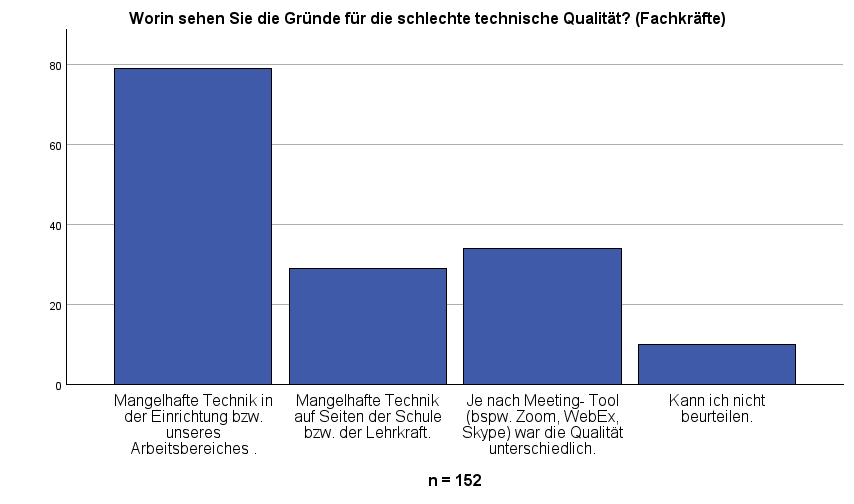 Worin sehen Sie die Gründe für die schlechte technische Qualität? (Fachkräfte)
80
60
40
20
0
Mangelhafte Technik in
der Einrichtung bzw.
unseres
Arbeitsbereiches .
Mangelhafte Technik
auf Seiten der Schule
bzw. der Lehrkraft.
Je nach Meeting- Tool
(bspw. Zoom, WebEx,
Skype) war die Qualität
unterschiedlich.
Kann ich nicht
beurteilen.
n = 152